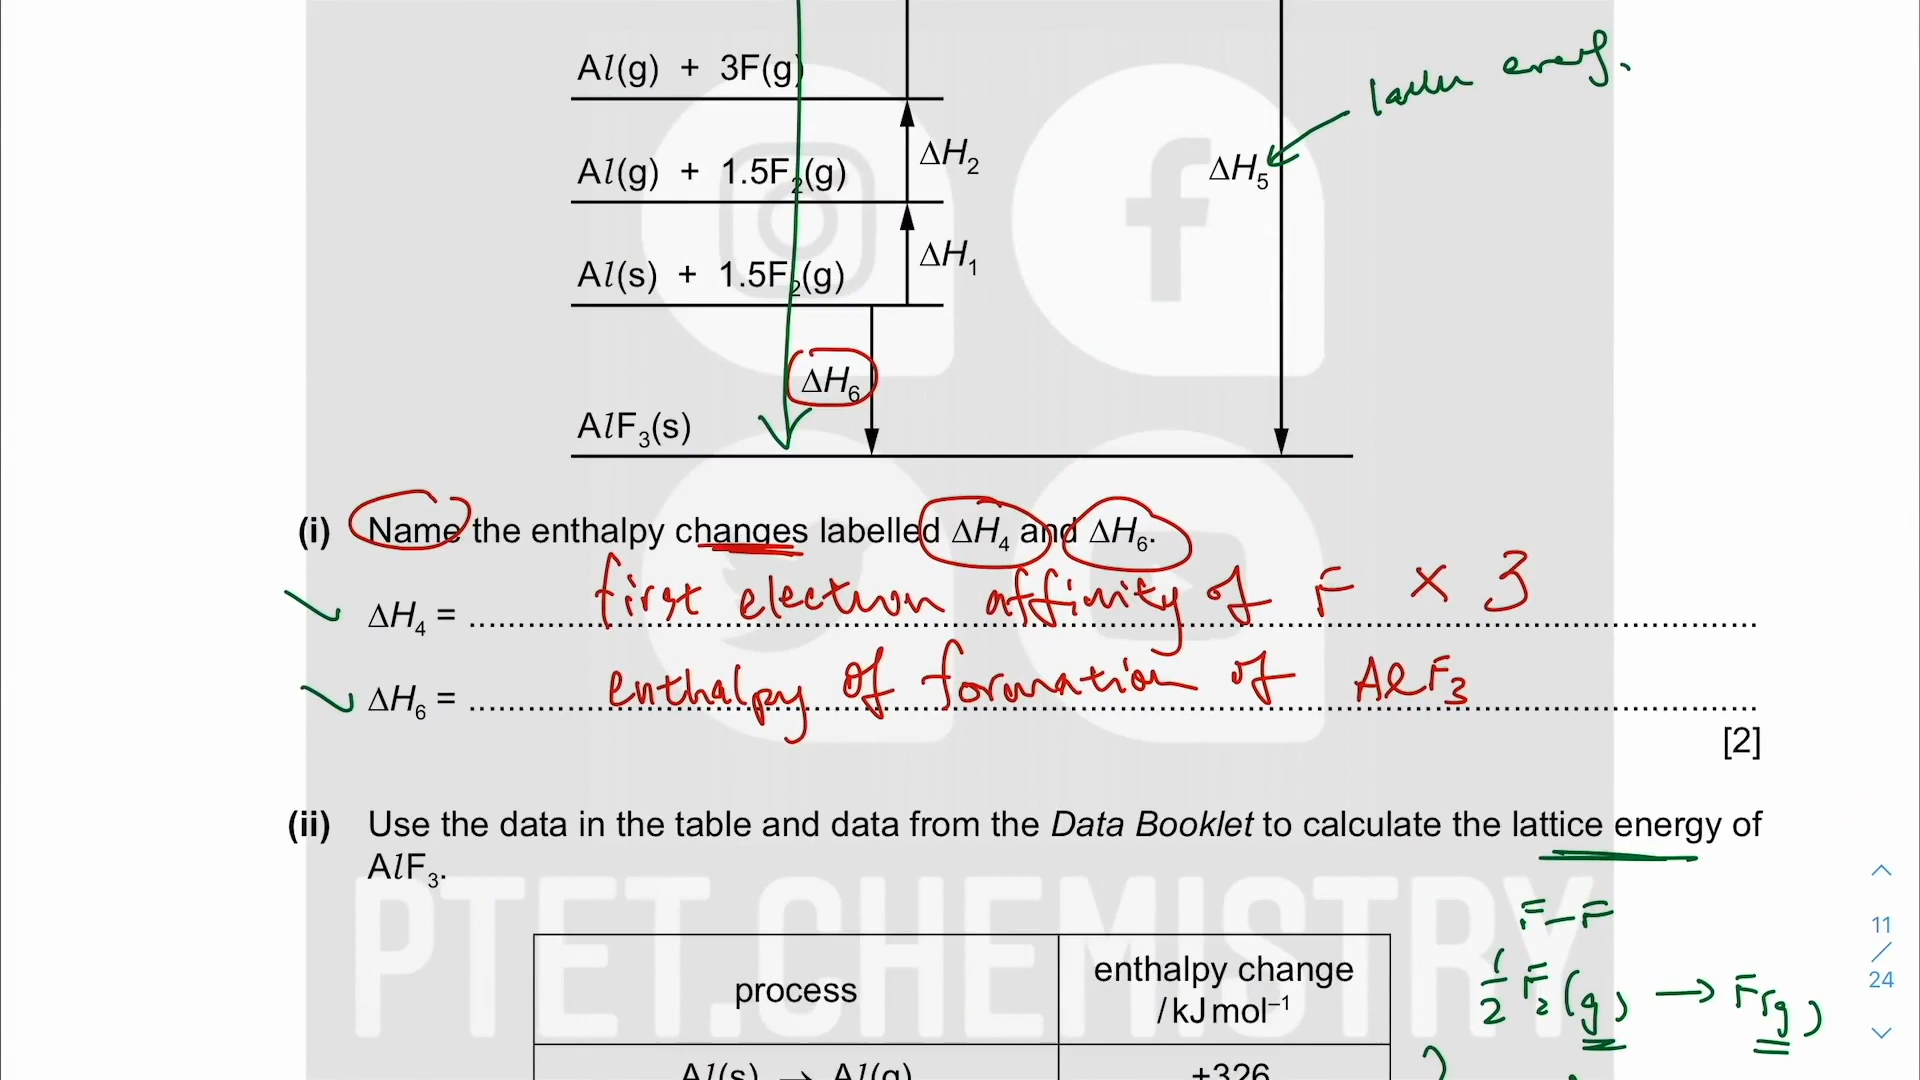 Al(g) + 3F(g)
lattice energy.
ΔH₂
Al(g) + 1.5F₂(g)
ΔH₅
ΔH₁
Al(s) + 1.5F₂(g)
ΔH₆
AlF₃(s)
(i) Name the enthalpy changes labelled ΔH₄ and ΔH₆.
ΔH₄ = first electron affinity of F × 3
ΔH₆ = enthalpy of formation of AlF₃
[2]
(ii) Use the data in the table and data from the Data Booklet to calculate the lattice energy of
AlF₃.
PTET.CHEMISTRY
F–F
process
enthalpy change
/ kJ mol⁻¹
½ F₂(g) → F(g)
11
/
24
Al(s) → Al(g)
+326